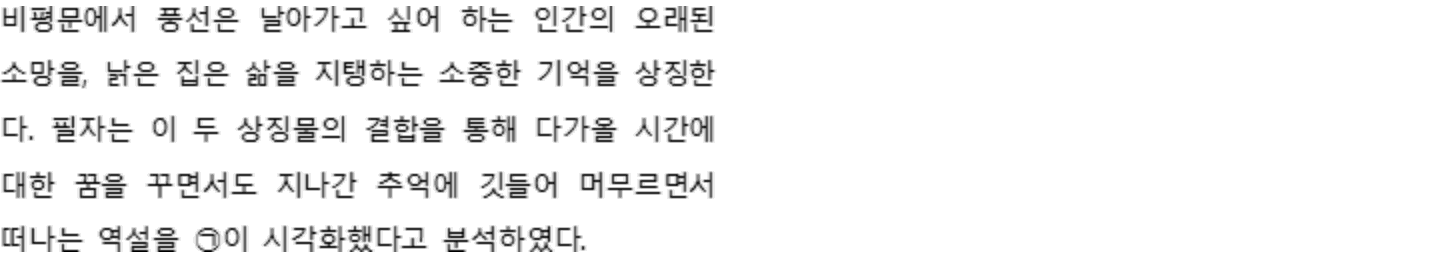 비평문에서 풍선은 날아가고 싶어 하는 인간의 오래된
소망을, 낡은 집은 삶을 지탱하는 소중한 기억을 상징한
다. 필자는 이 두 상징물의 결합을 통해 다가올 시간에
대한 꿈을 꾸면서도 지나간 추억에 깃들어 머무르면서
떠나는 역설을 ㉠이 시각화했다고 분석하였다.